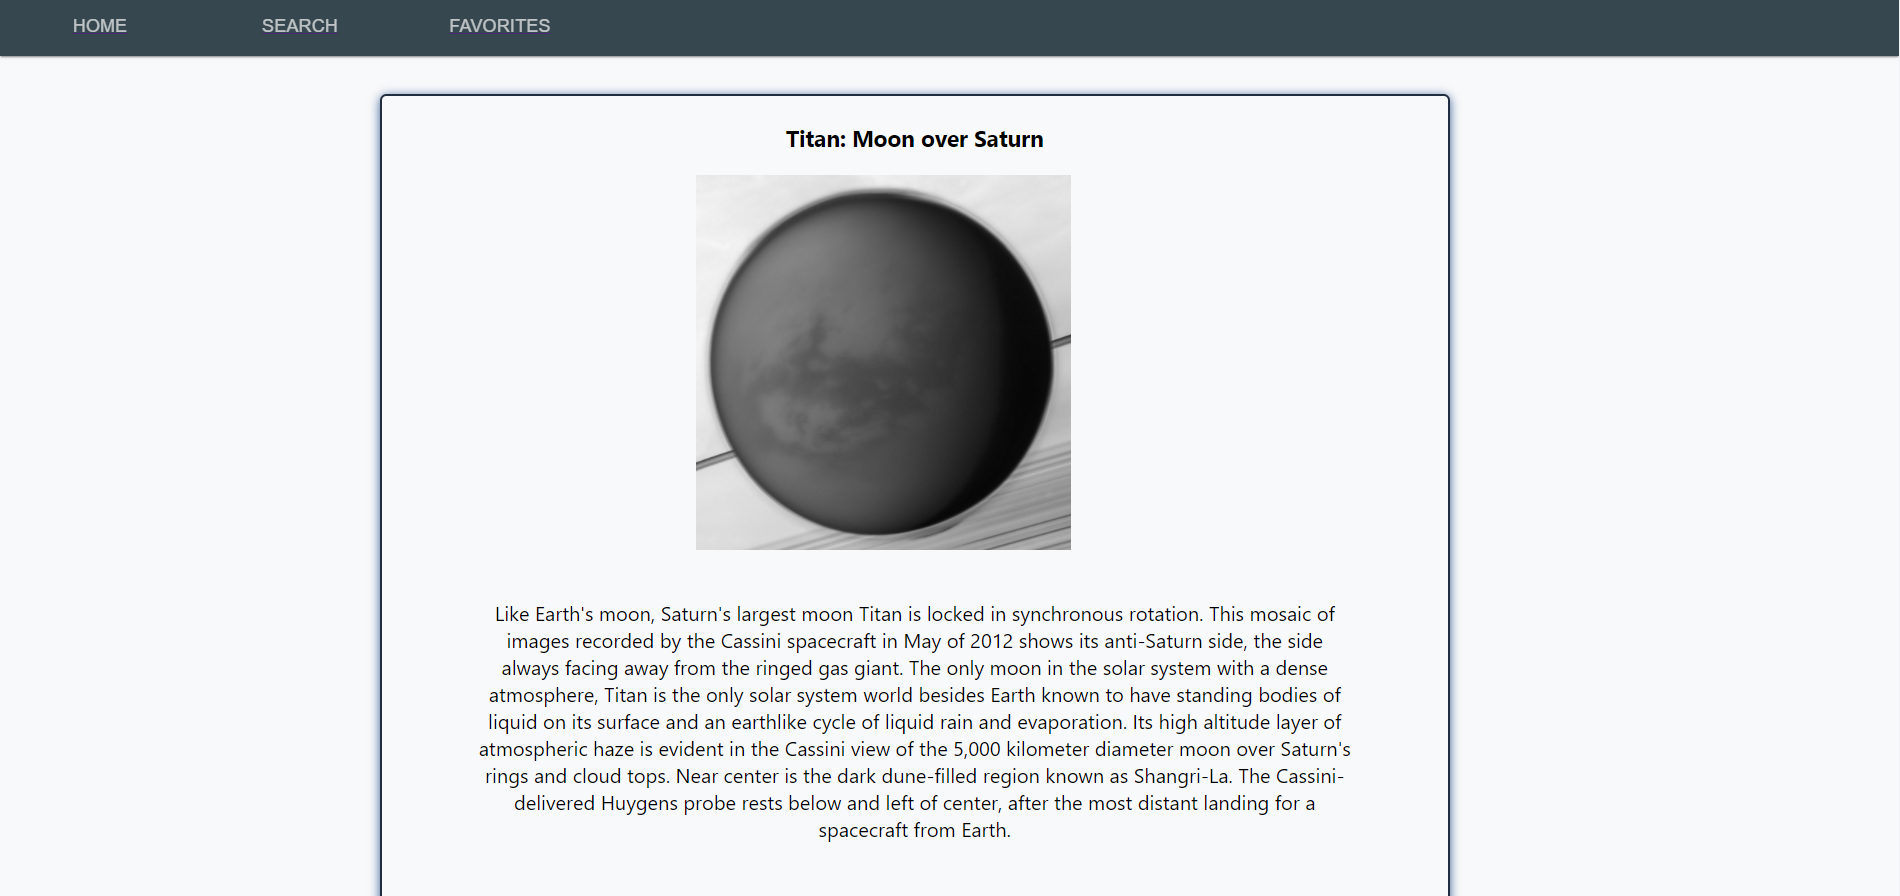 HOME SEARCH FAVORITES
Titan: Moon over Saturn
Like Earth's moon, Saturn's largest moon Titan is locked in synchronous rotation. This mosaic of
images recorded by the Cassini spacecraft in May of 2012 shows its anti-Saturn side, the side
always facing away from the ringed gas giant. The only moon in the solar system with a dense
atmosphere, Titan is the only solar system world besides Earth known to have standing bodies of
liquid on its surface and an earthlike cycle of liquid rain and evaporation. Its high altitude layer of
atmospheric haze is evident in the Cassini view of the 5,000 kilometer diameter moon over Saturn's
rings and cloud tops. Near center is the dark dune-filled region known as Shangri-La. The Cassini-
delivered Huygens probe rests below and left of center, after the most distant landing for a
spacecraft from Earth.